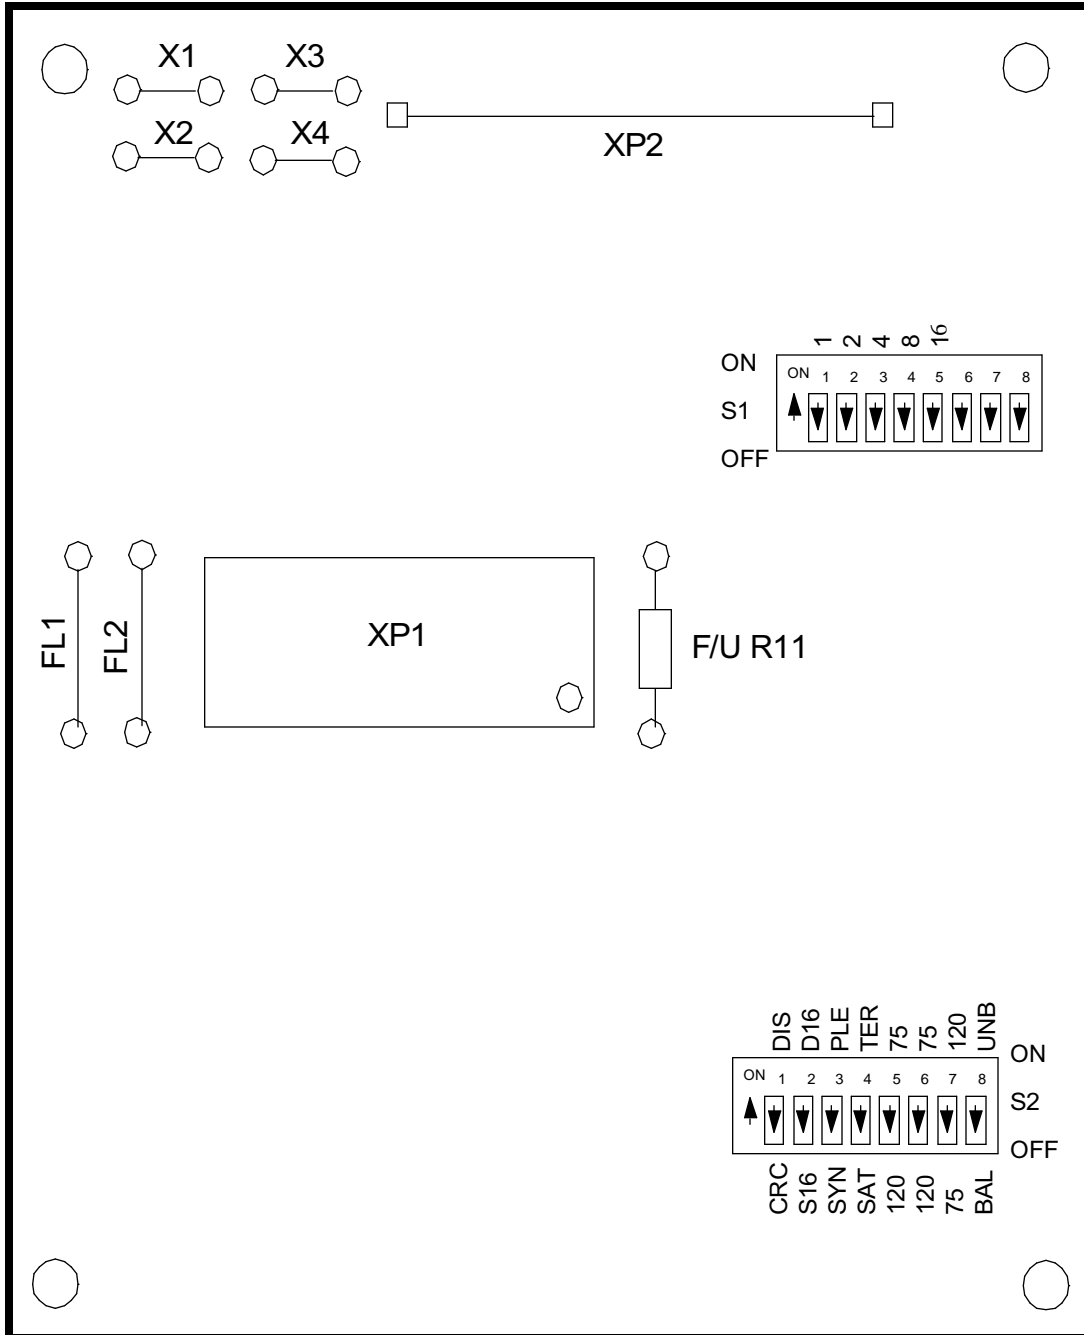 X1 X3
X2 X4
XP2
1 2 4 8 16
ON
ON 1 2 3 4 5 6 7 8
S1
OFF
FL1
FL2
XP1
F/U R11
DIS D16 PLE TER 75 75 120 UNB
ON
ON 1 2 3 4 5 6 7 8
S2
OFF
CRC S16 SYN SAT 120 120 75 BAL